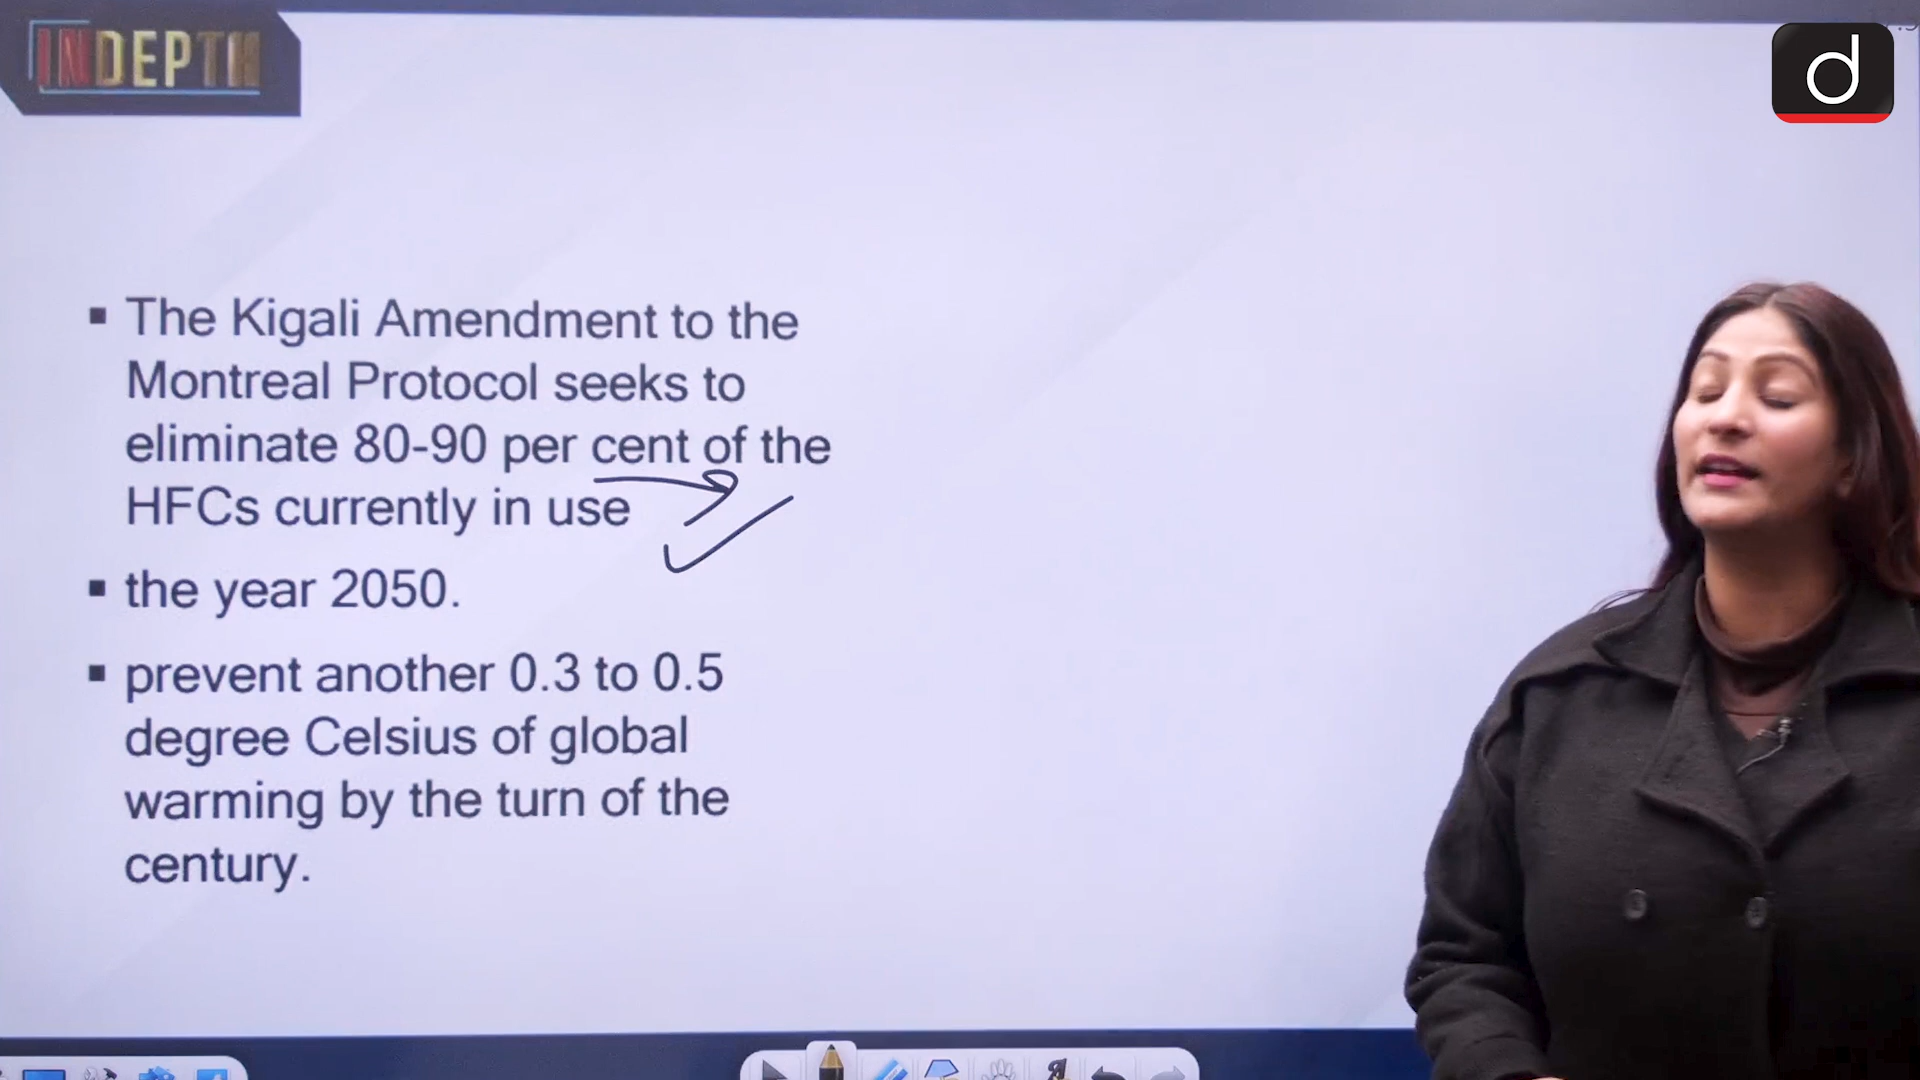 INDEPTH
d
▪ The Kigali Amendment to the
Montreal Protocol seeks to
eliminate 80-90 per cent of the
HFCs currently in use
▪ the year 2050.
▪ prevent another 0.3 to 0.5
degree Celsius of global
warming by the turn of the
century.